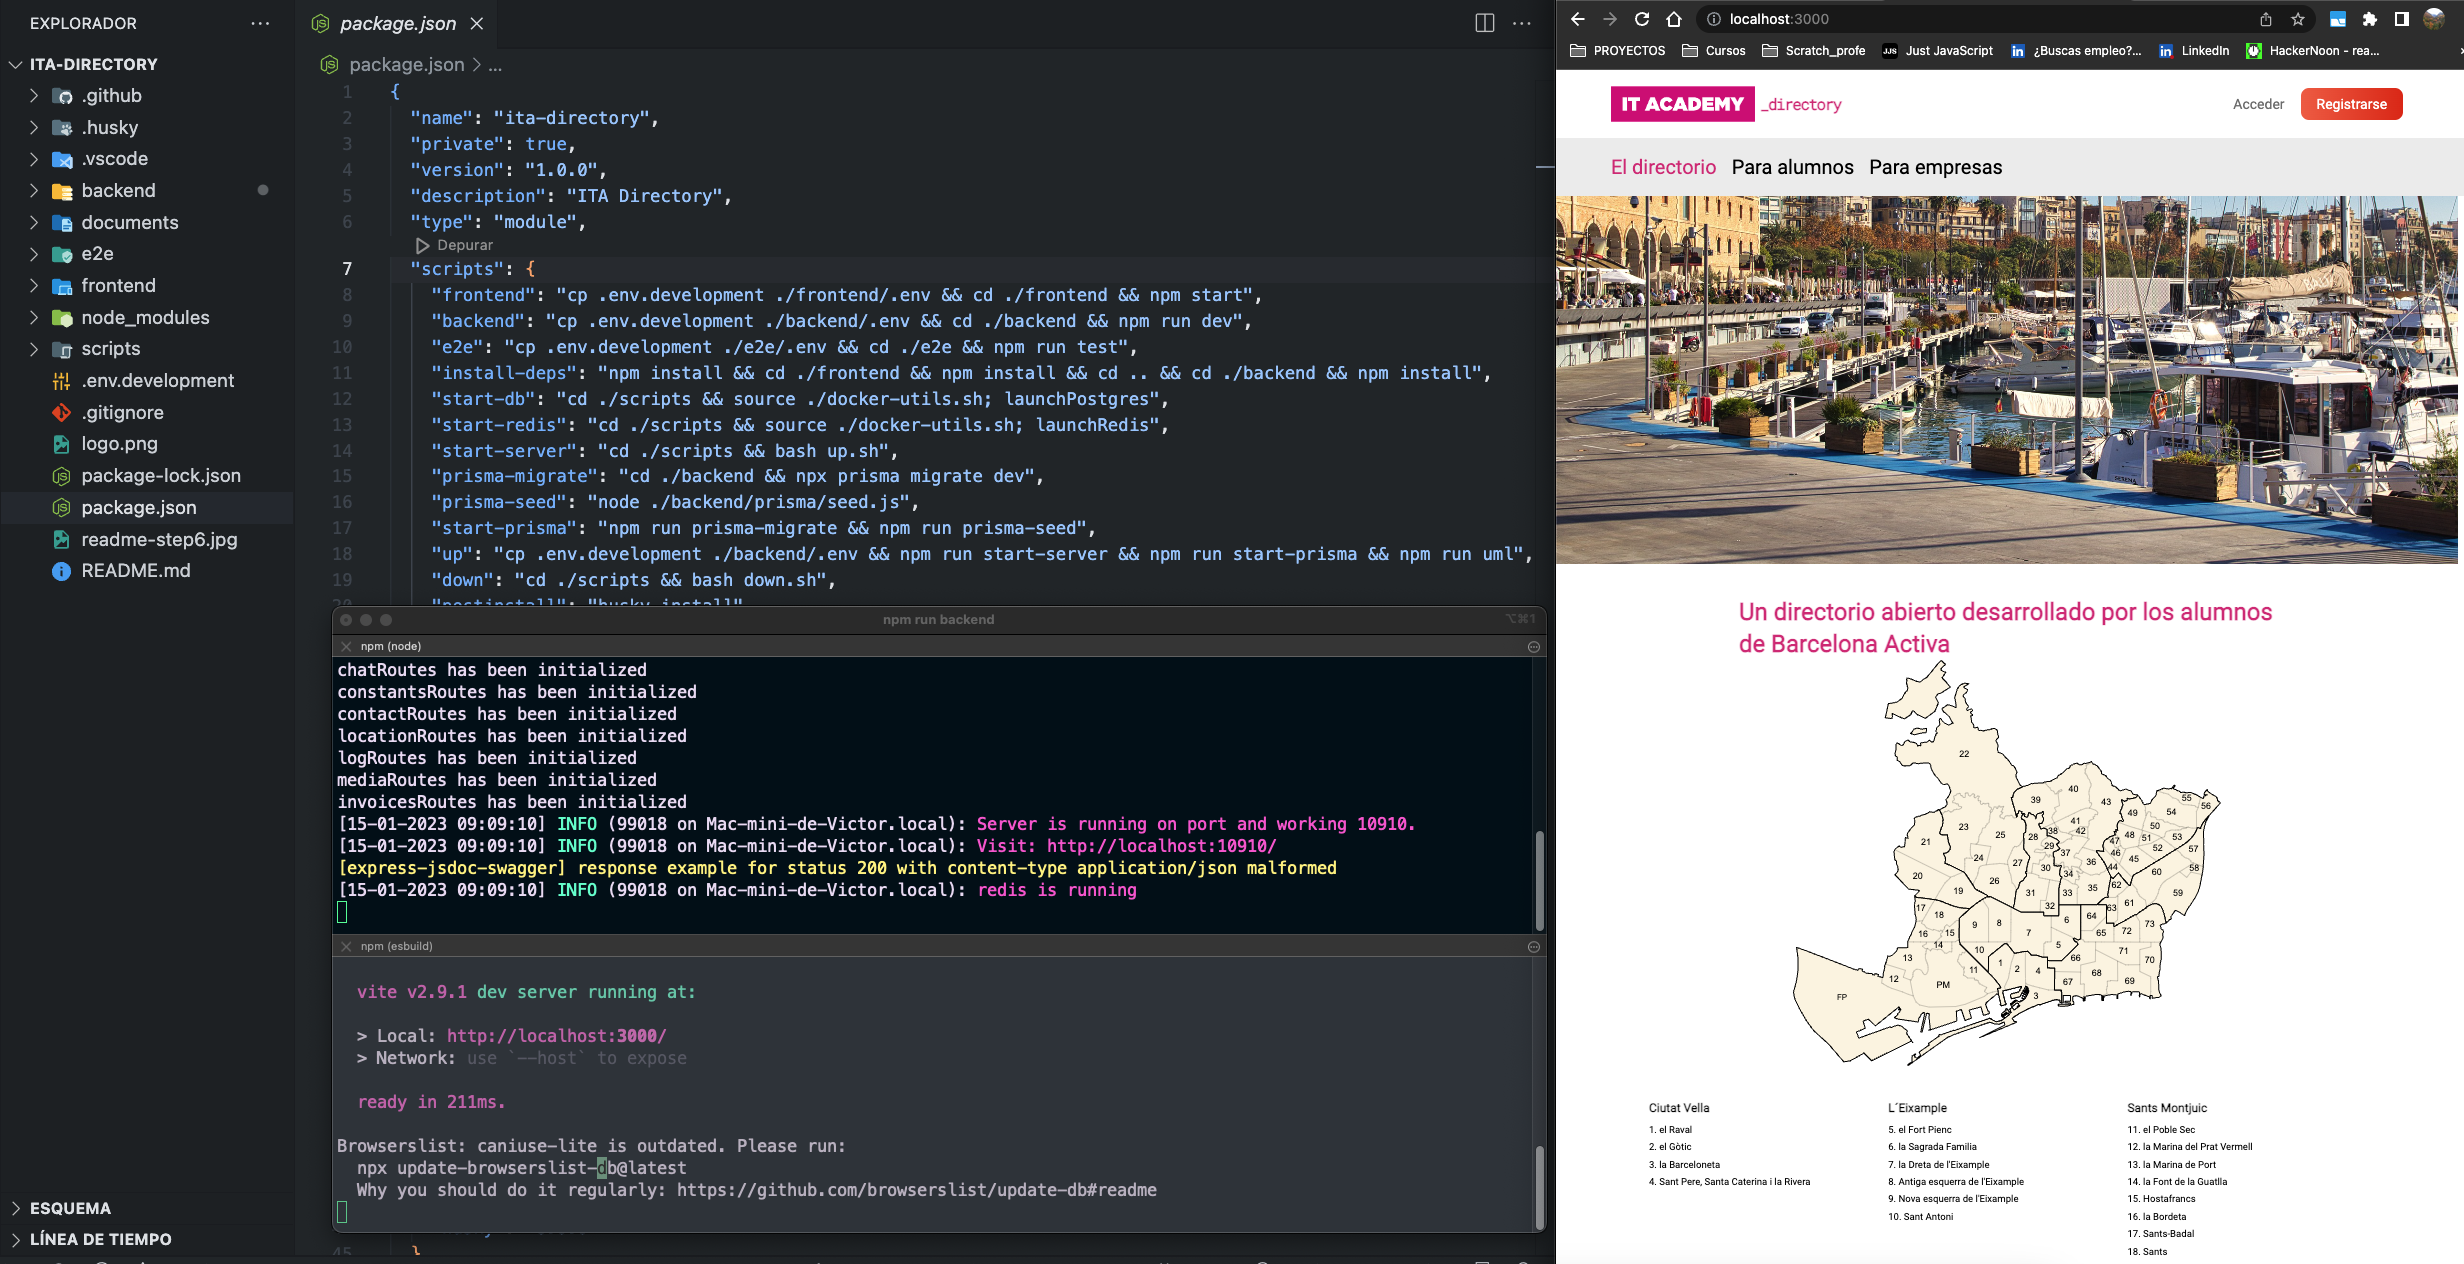 EXPLORADOR
ITA-DIRECTORY
.github
.husky
.vscode
backend
documents
e2e
frontend
node_modules
scripts
.env.development
.gitignore
logo.png
package-lock.json
package.json
readme-step6.jpg
README.md
ESQUEMA
LÍNEA DE TIEMPO
package.json
package.json > ...
1 {
2 "name": "ita-directory",
3 "private": true,
4 "version": "1.0.0",
5 "description": "ITA Directory",
6 "type": "module",
Depurar
7 "scripts": {
8 "frontend": "cp .env.development ./frontend/.env && cd ./frontend && npm start",
9 "backend": "cp .env.development ./backend/.env && cd ./backend && npm run dev",
10 "e2e": "cp .env.development ./e2e/.env && cd ./e2e && npm run test",
11 "install-deps": "npm install && cd ./frontend && npm install && cd .. && cd ./backend && npm install",
12 "start-db": "cd ./scripts && source ./docker-utils.sh; launchPostgres",
13 "start-redis": "cd ./scripts && source ./docker-utils.sh; launchRedis",
14 "start-server": "cd ./scripts && bash up.sh",
15 "prisma-migrate": "cd ./backend && npx prisma migrate dev",
16 "prisma-seed": "node ./backend/prisma/seed.js",
17 "start-prisma": "npm run prisma-migrate && npm run prisma-seed",
18 "up": "cp .env.development ./backend/.env && npm run start-server && npm run start-prisma && npm run uml",
19 "down": "cd ./scripts && bash down.sh",
20 "postinstall": "husky install"
45 }
npm run backend
⌥⌘1
npm (node)
chatRoutes has been initialized
constantsRoutes has been initialized
contactRoutes has been initialized
locationRoutes has been initialized
logRoutes has been initialized
mediaRoutes has been initialized
invoicesRoutes has been initialized
[15-01-2023 09:09:10] INFO (99018 on Mac-mini-de-Victor.local): Server is running on port and working 10910.
[15-01-2023 09:09:10] INFO (99018 on Mac-mini-de-Victor.local): Visit: http://localhost:10910/
[express-jsdoc-swagger] response example for status 200 with content-type application/json malformed
[15-01-2023 09:09:10] INFO (99018 on Mac-mini-de-Victor.local): redis is running
npm (esbuild)
vite v2.9.1 dev server running at:
> Local: http://localhost:3000/
> Network: use `--host` to expose
ready in 211ms.
Browserslist: caniuse-lite is outdated. Please run:
npx update-browserslist-db@latest
Why you should do it regularly: https://github.com/browserslist/update-db#readme
localhost:3000
PROYECTOS Cursos Scratch_profe JJS Just JavaScript in ¿Buscas empleo?... in LinkedIn HackerNoon - rea...
IT ACADEMY _directory
Acceder
Registrarse
El directorio Para alumnos Para empresas
Un directorio abierto desarrollado por los alumnos
de Barcelona Activa
22
40
39 43 55
56
41 49 54
23 25 38 42 50
28 48 51 53
21 29 37 47 52 57
24 27 36 46 45
30 44 58
20 26 34 60
19 31 33 35 62 59
17 18 32 63 61
9 8 6 64 73
16 15 7 65 72
14 10 5 71
13 66 70
11 1 2 4 68
12 PM 67 69
FP 3
Ciutat Vella
1. el Raval
2. el Gòtic
3. la Barceloneta
4. Sant Pere, Santa Caterina i la Rivera
L´Eixample
5. el Fort Pienc
6. la Sagrada Familia
7. la Dreta de l'Eixample
8. Antiga esquerra de l'Eixample
9. Nova esquerra de l'Eixample
10. Sant Antoni
Sants Montjuic
11. el Poble Sec
12. la Marina del Prat Vermell
13. la Marina de Port
14. la Font de la Guatlla
15. Hostafrancs
16. la Bordeta
17. Sants-Badal
18. Sants